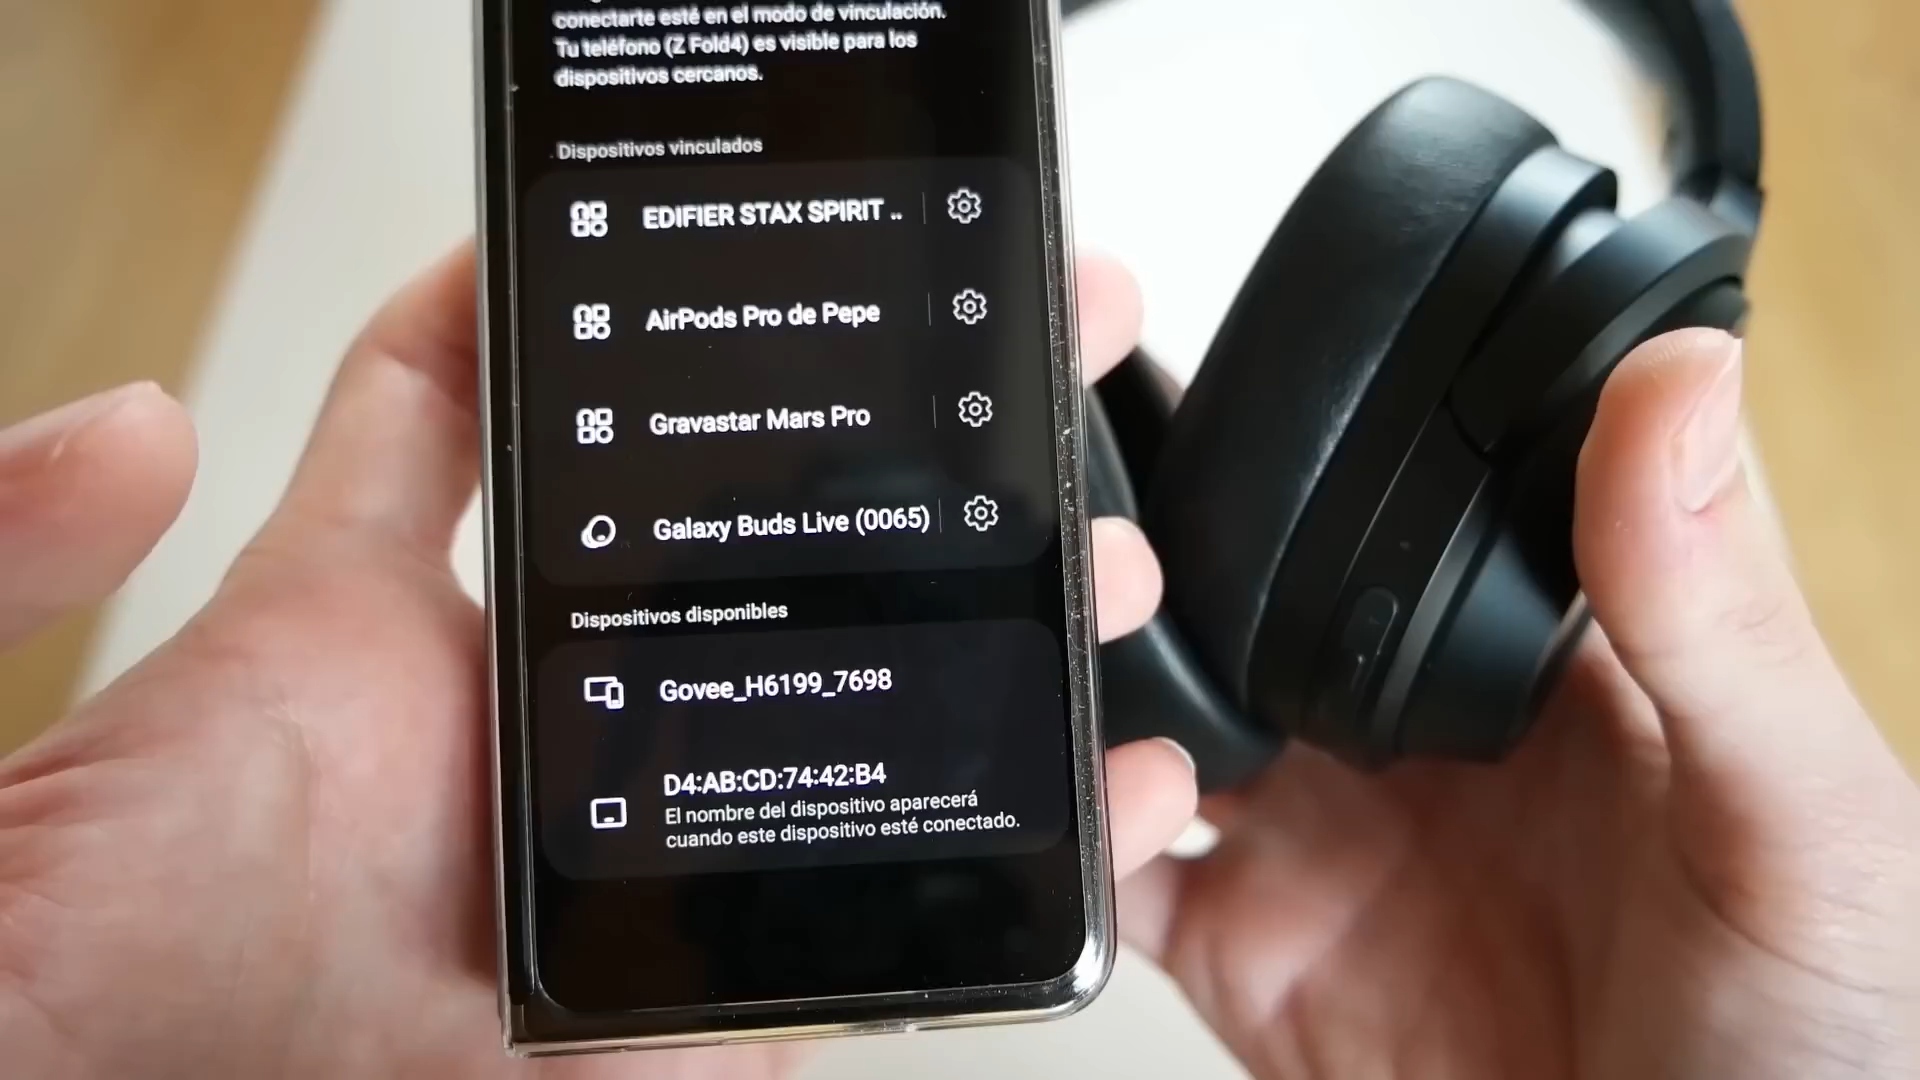 conectarte esté en el modo de vinculación.
Tu teléfono (Z Fold4) es visible para los
dispositivos cercanos.
Dispositivos vinculados
EDIFIER STAX SPIRIT ..
AirPods Pro de Pepe
Gravastar Mars Pro
Galaxy Buds Live (0065)
Dispositivos disponibles
Govee_H6199_7698
D4:AB:CD:74:42:B4
El nombre del dispositivo aparecerá
cuando este dispositivo esté conectado.